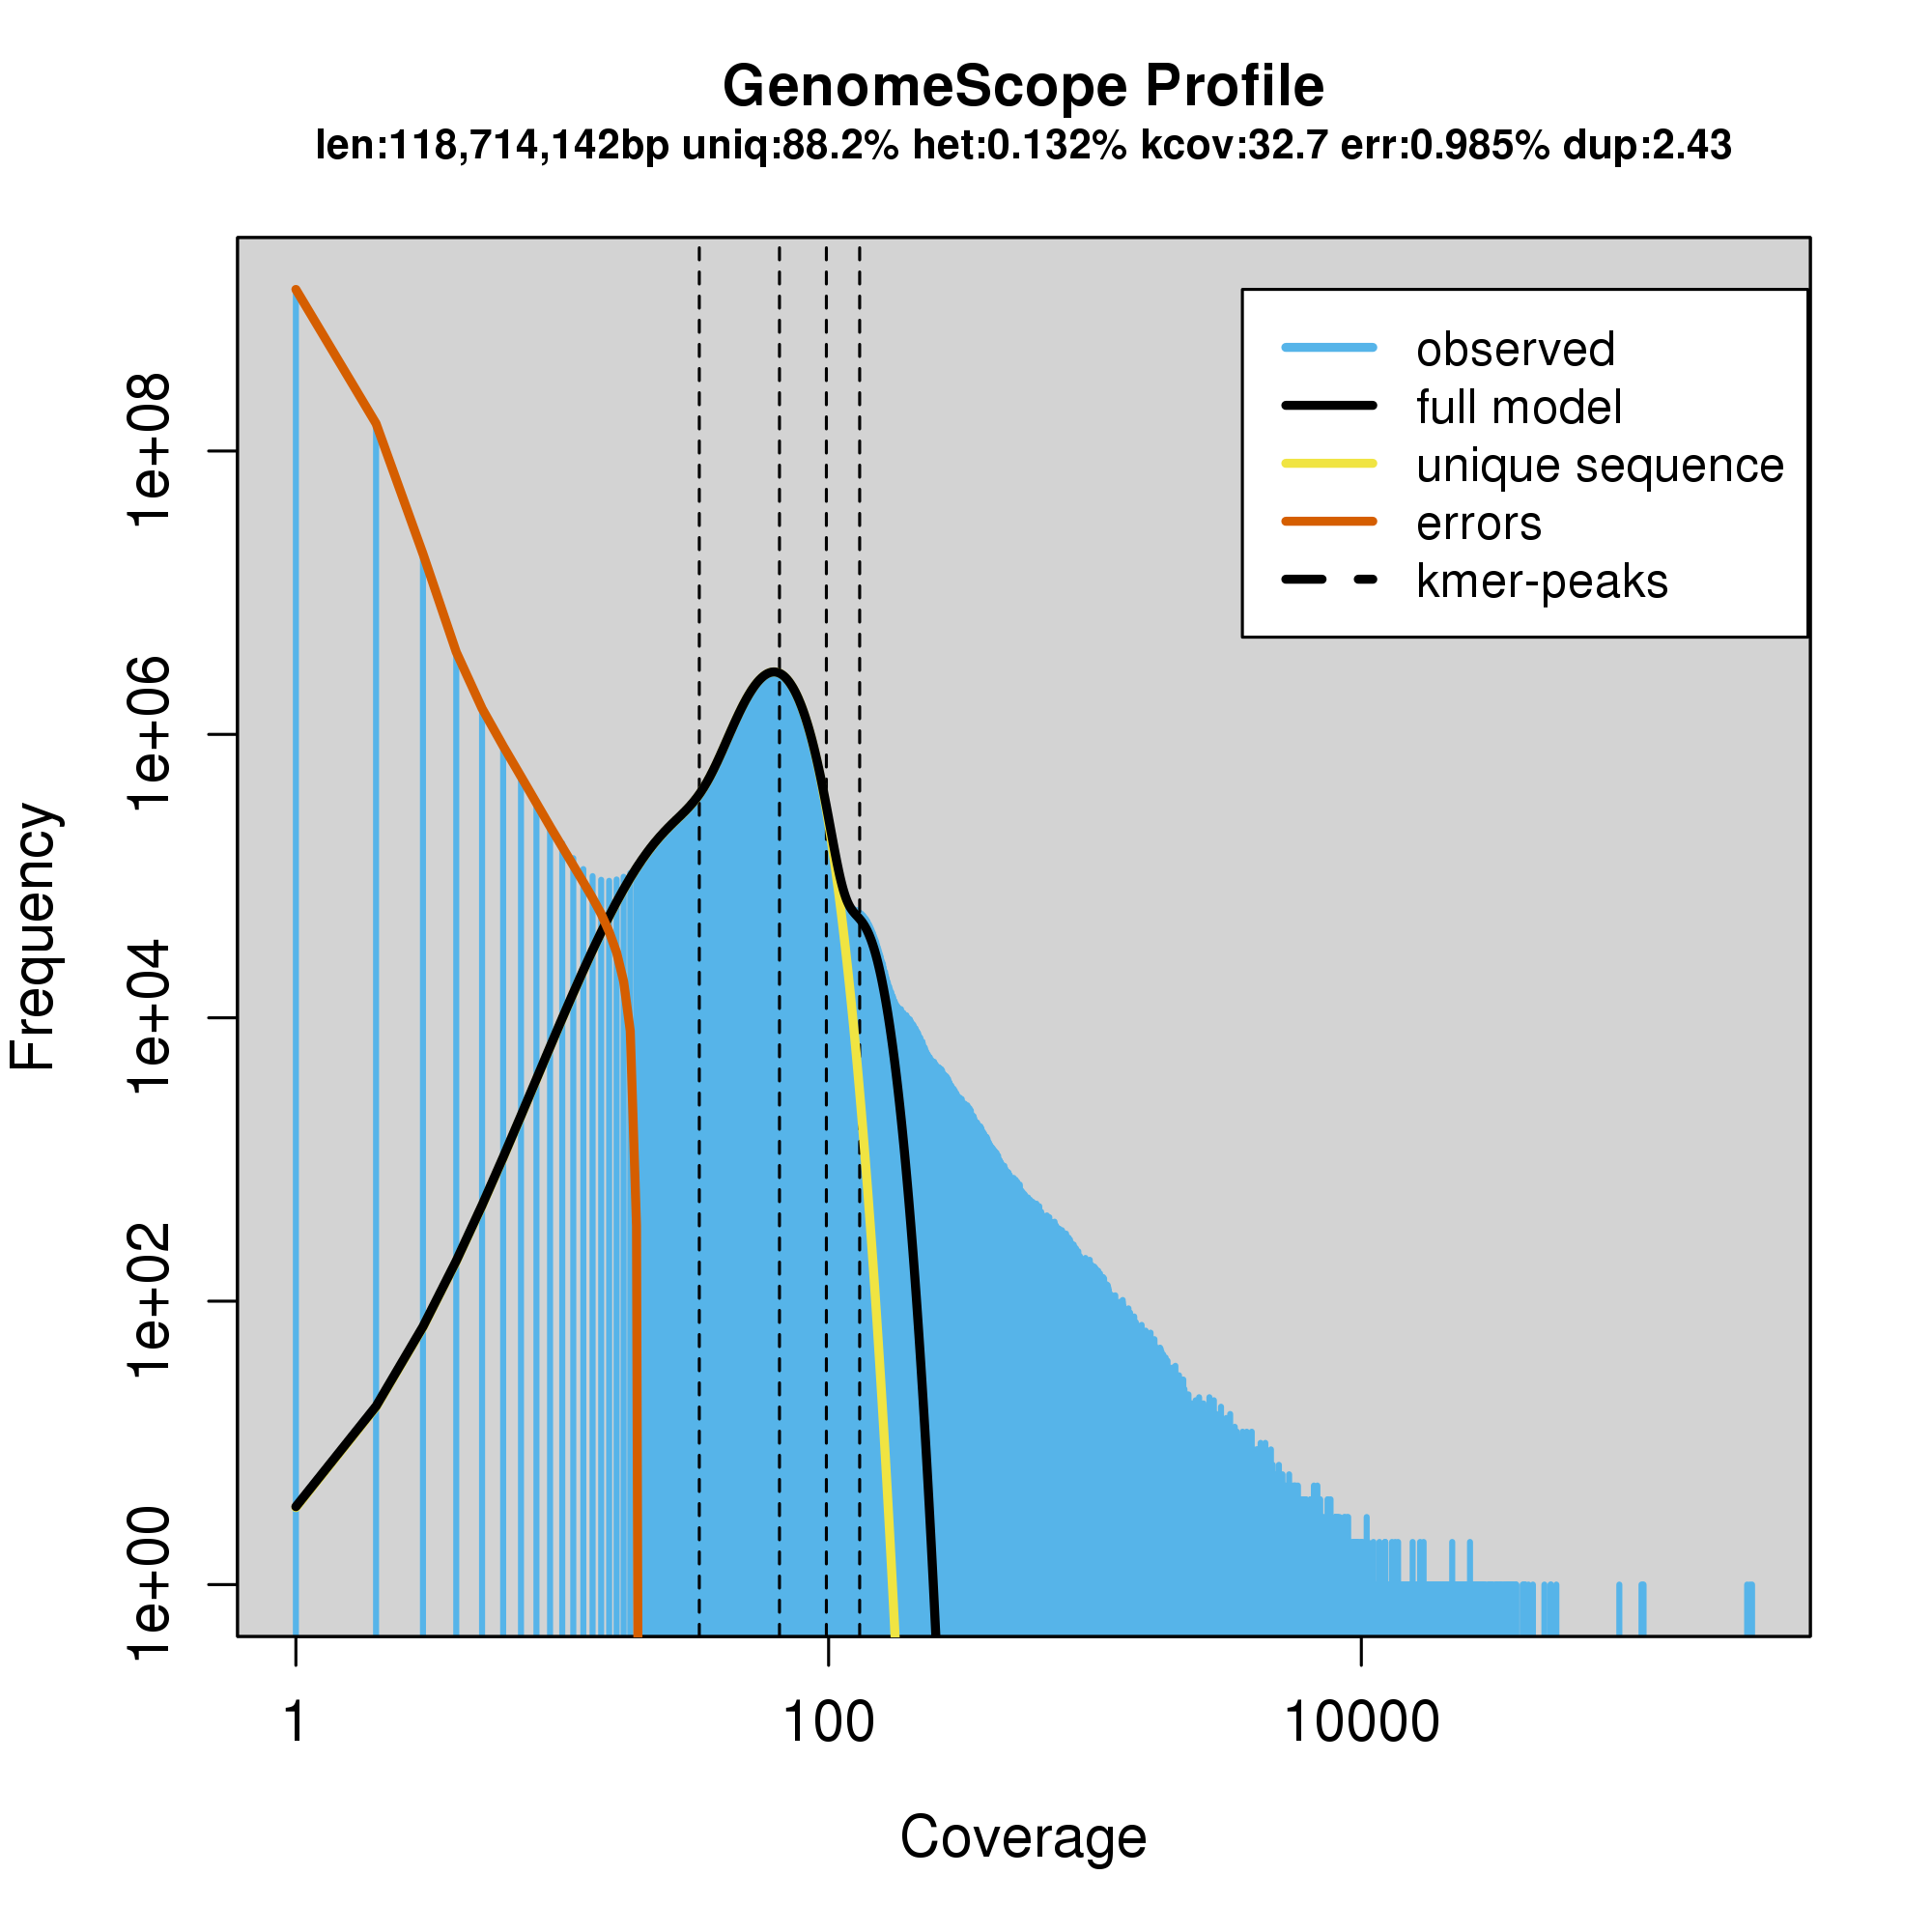 GenomeScope Profile
len:118,714,142bp uniq:88.2% het:0.132% kcov:32.7 err:0.985% dup:2.43
observed
full model
unique sequence
errors
kmer-peaks
Frequency
1e+08
1e+06
1e+04
1e+02
1e+00
1
100
10000
Coverage